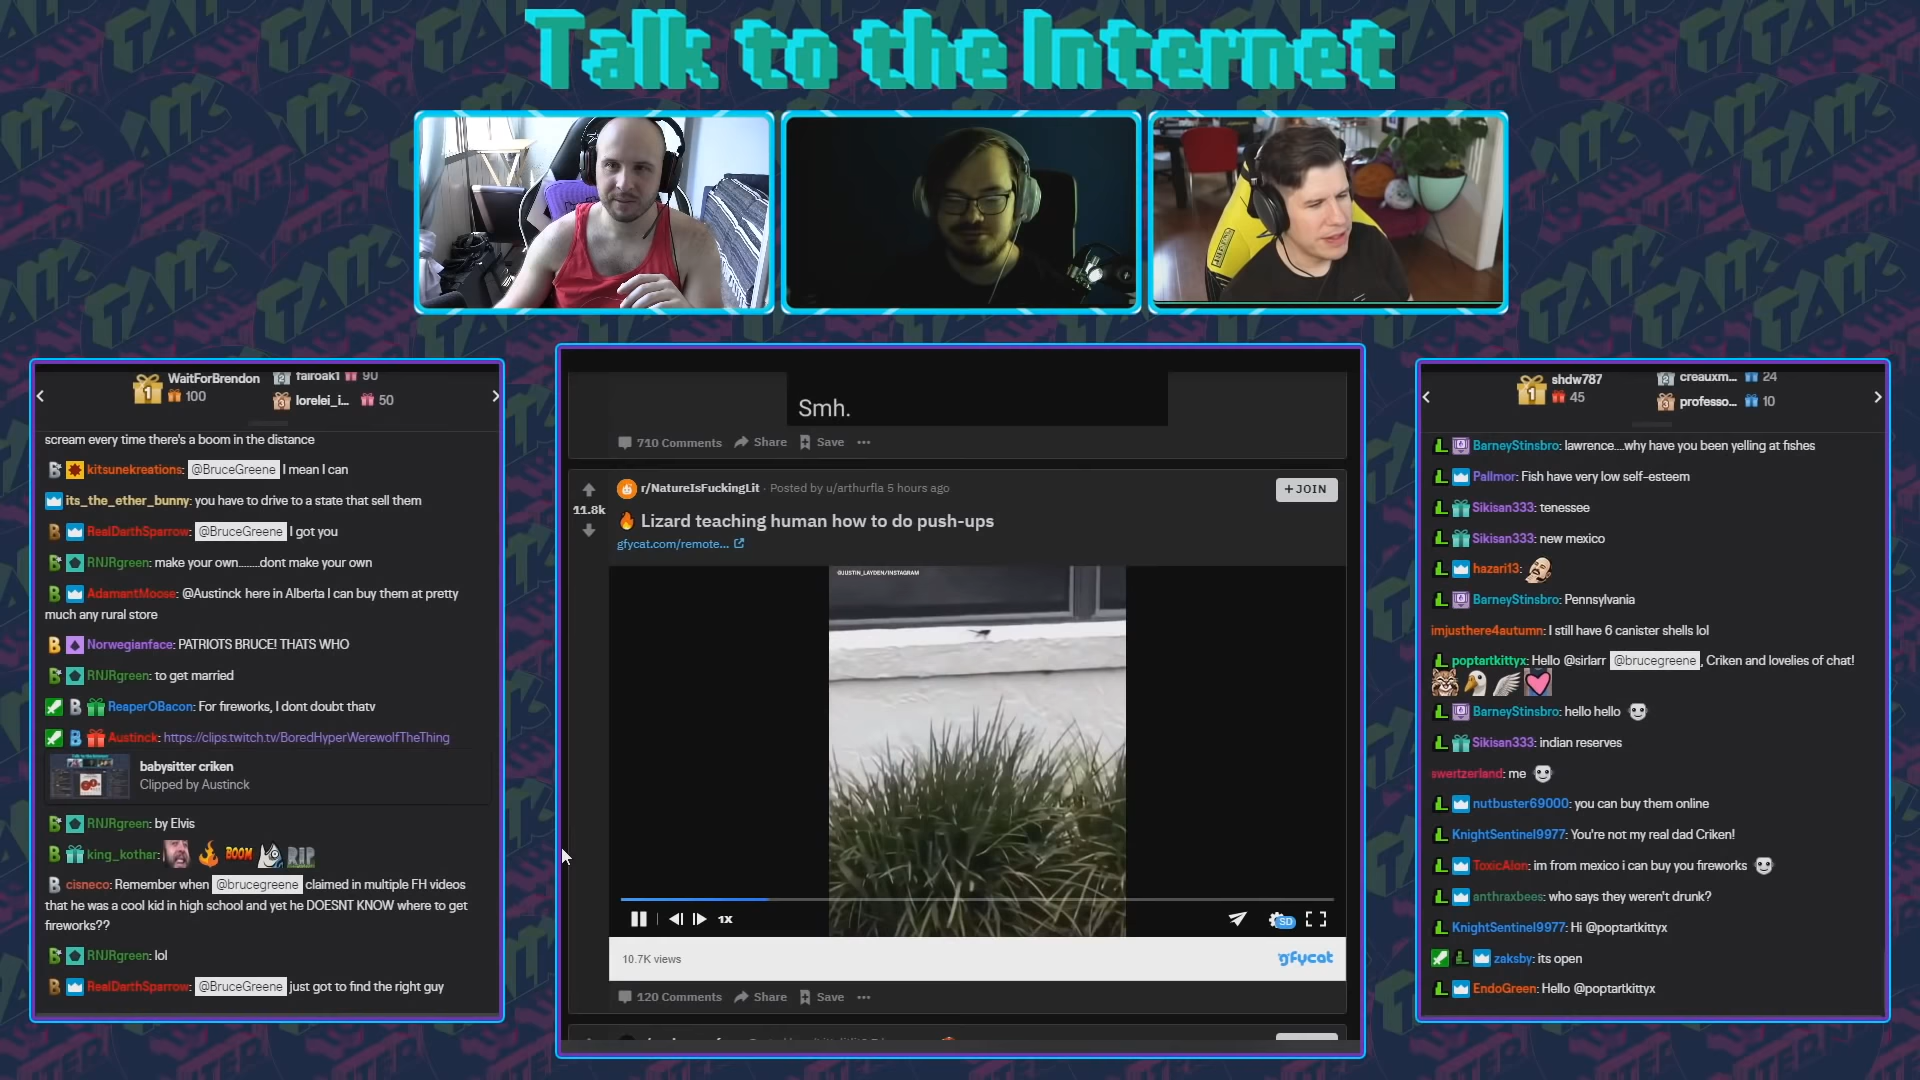 Talk to the Internet
WaitForBrendon
100
fairoak1 90
lorelei_i... 50
scream every time there's a boom in the distance
kitsunekreations: @BruceGreene I mean I can
its_the_ether_bunny: you have to drive to a state that sell them
RealDarthSparrow: @BruceGreene I got you
RNJRgreen: make your own........dont make your own
AdamantMoose: @Austinck here in Alberta I can buy them at pretty
much any rural store
Norwegianface: PATRIOTS BRUCE! THATS WHO
RNJRgreen: to get married
ReaperOBacon: For fireworks, I dont doubt thatv
Austinck: https://clips.twitch.tv/BoredHyperWerewolfTheThing
babysitter criken
Clipped by Austinck
RNJRgreen: by Elvis
king_kothar: BOOM RIP
cisneco: Remember when @brucegreene claimed in multiple FH videos
that he was a cool kid in high school and yet he DOESNT KNOW where to get
fireworks??
RNJRgreen: lol
RealDarthSparrow: @BruceGreene just got to find the right guy
Smh.
710 Comments Share Save
11.8k
r/NatureIsFuckingLit · Posted by u/arthurfla 5 hours ago
+ JOIN
Lizard teaching human how to do push-ups
gfycat.com/remote...
@JUSTIN_LAYDEN/INSTAGRAM
1X
SD
10.7K views
gfycat
120 Comments Share Save
shdw787
45
creauxm... 24
professo... 10
BarneyStinsbro: lawrence....why have you been yelling at fishes
Pallmor: Fish have very low self-esteem
Sikisan333: tenessee
Sikisan333: new mexico
hazari13:
BarneyStinsbro: Pennsylvania
imjusthere4autumn: I still have 6 canister shells lol
poptartkittyx: Hello @sirlarr @brucegreene, Criken and lovelies of chat!
BarneyStinsbro: hello hello
Sikisan333: indian reserves
swertzerland: me
nutbuster69000: you can buy them online
KnightSentinel9977: You're not my real dad Criken!
ToxicAlon: im from mexico i can buy you fireworks
anthraxbees: who says they weren't drunk?
KnightSentinel9977: Hi @poptartkittyx
zaksby: its open
EndoGreen: Hello @poptartkittyx